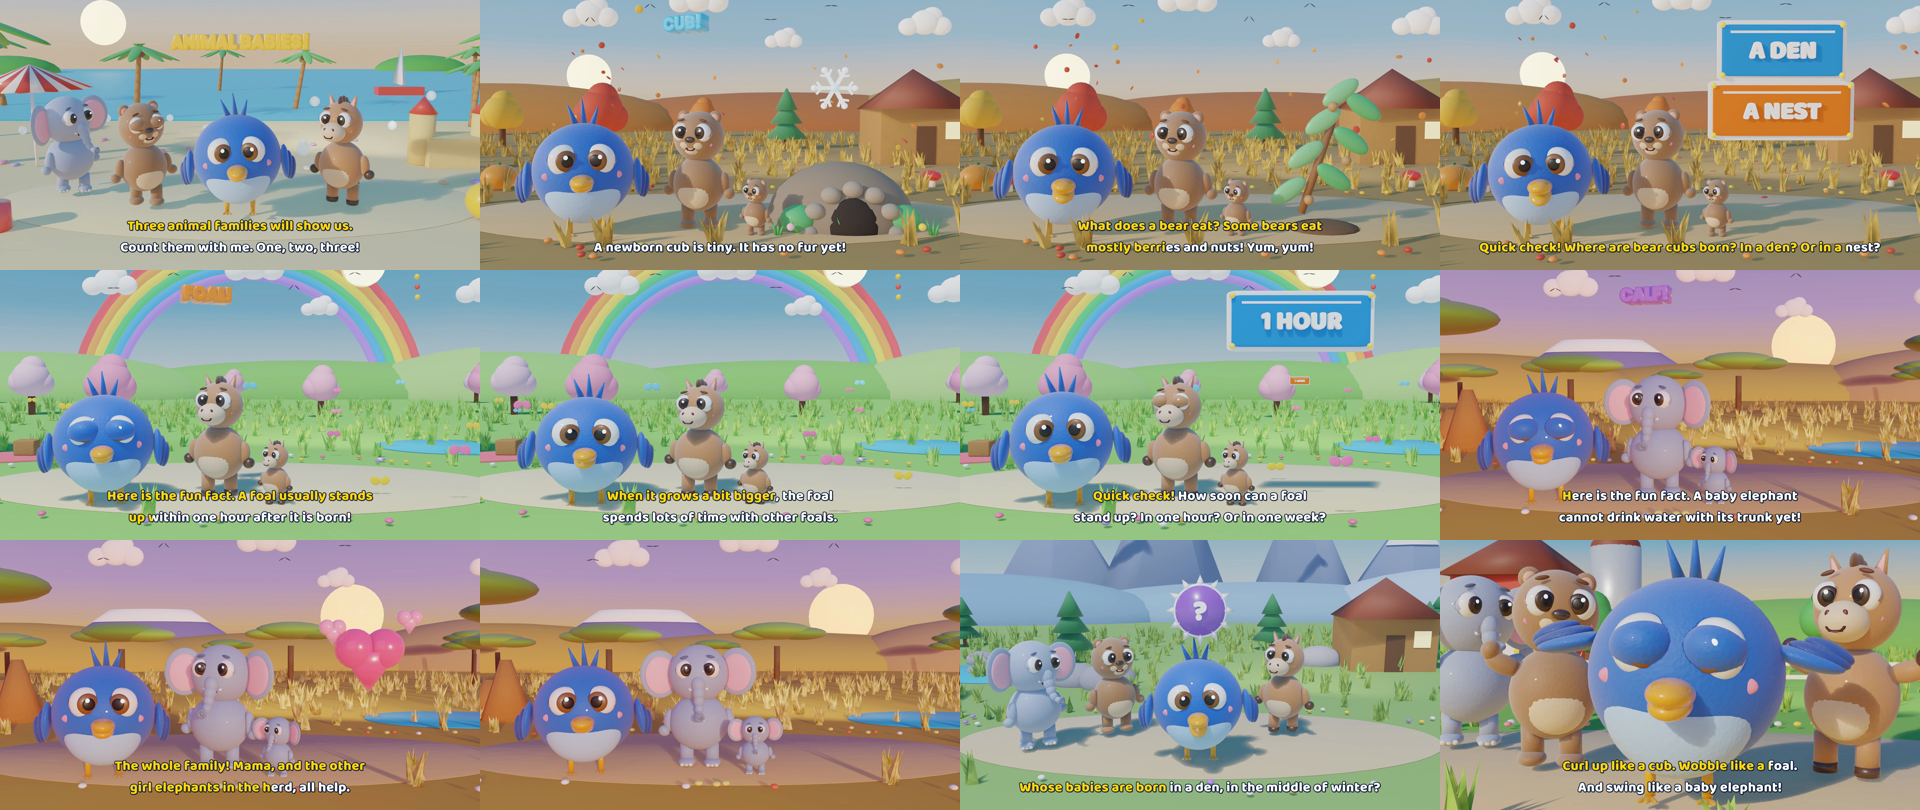 ANIMAL BABIES!
Three animal families will show us.
Count them with me. One, two, three!
CUB!
A newborn cub is tiny. It has no fur yet!
What does a bear eat? Some bears eat
mostly berries and nuts! Yum, yum!
A DEN
A NEST
Quick check! Where are bear cubs born? In a den? Or in a nest?
FOAL!
Here is the fun fact. A foal usually stands
up within one hour after it is born!
When it grows a bit bigger, the foal
spends lots of time with other foals.
1 HOUR
Quick check! How soon can a foal
stand up? In one hour? Or in one week?
CALF!
Here is the fun fact. A baby elephant
cannot drink water with its trunk yet!
The whole family! Mama, and the other
girl elephants in the herd, all help.
?
Whose babies are born in a den, in the middle of winter?
Curl up like a cub. Wobble like a foal.
And swing like a baby elephant!